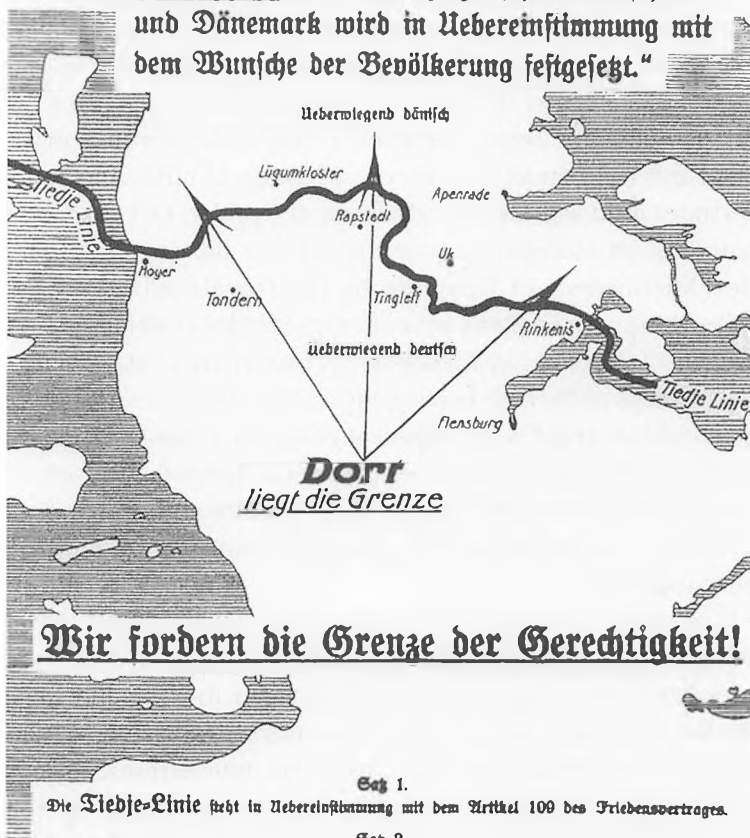 und Dänemark wird in Uebereinstimmung mit
dem Wunsche der Bevölkerung festgesetzt.“
Ueberwiegend dänisch
Tiedje Linie
Lügumkloster
Rapstedt
Apenrade
Hoyer
Uk
Tondern
Tingleff
Rinkenis
Ueberwiegend deutsch
Tiedje Linie
Flensburg
Dort
liegt die Grenze
Wir fordern die Grenze der Gerechtigkeit!
Satz 1.
Die Tiedje=Linie steht in Uebereinstimmung mit dem Artikel 109 des Friedensvertrages.